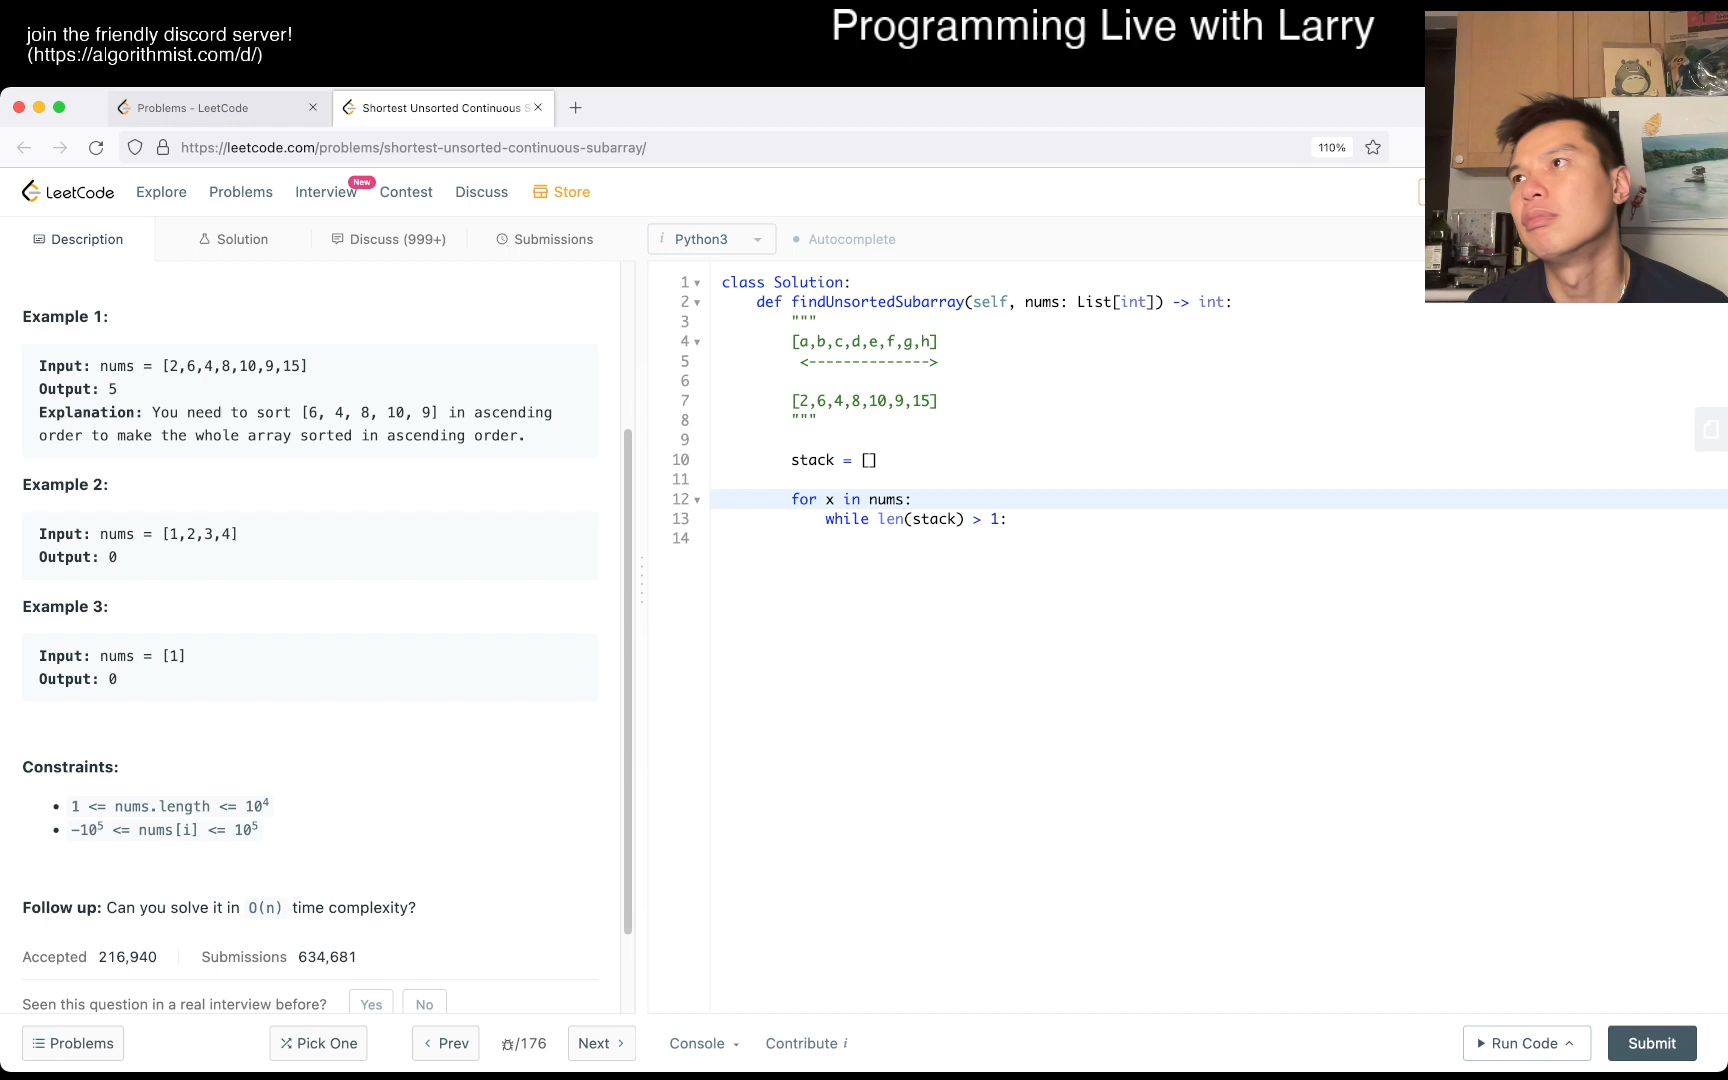 join the friendly discord server!
(https://algorithmist.com/d/)
Programming Live with Larry
Problems - LeetCode
Shortest Unsorted Continuous S
https://leetcode.com/problems/shortest-unsorted-continuous-subarray/
110%
LeetCode
Explore
Problems
Interview
New
Contest
Discuss
Store
Description
Solution
Discuss (999+)
Submissions
i Python3
Autocomplete
Example 1:
Input: nums = [2,6,4,8,10,9,15]
Output: 5
Explanation: You need to sort [6, 4, 8, 10, 9] in ascending
order to make the whole array sorted in ascending order.
Example 2:
Input: nums = [1,2,3,4]
Output: 0
Example 3:
Input: nums = [1]
Output: 0
Constraints:
• 1 <= nums.length <= 10⁴
• -10⁵ <= nums[i] <= 10⁵
Follow up: Can you solve it in O(n) time complexity?
Accepted 216,940
Submissions 634,681
Seen this question in a real interview before?
Yes
No
1 class Solution:
2 def findUnsortedSubarray(self, nums: List[int]) -> int:
3 """
4 [a,b,c,d,e,f,g,h]
5 <-------------->
6
7 [2,6,4,8,10,9,15]
8 """
9
10 stack = []
11
12 for x in nums:
13 while len(stack) > 1:
14
Problems
Pick One
< Prev
/176
Next >
Console
Contribute i
Run Code
Submit